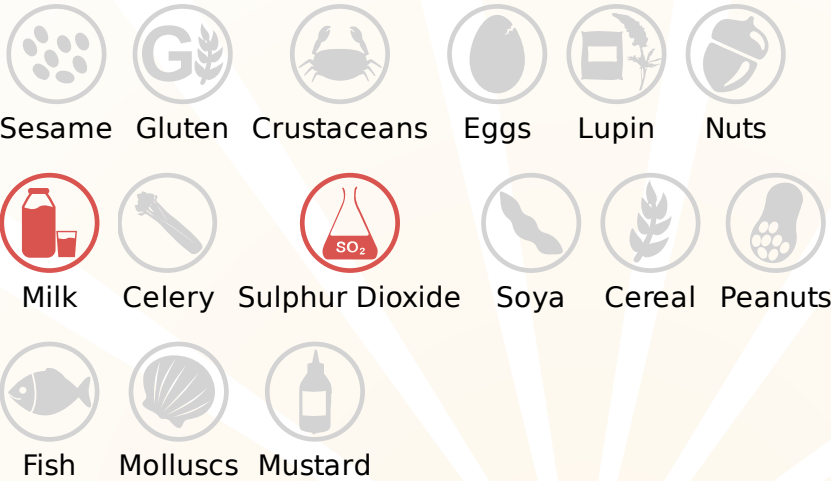 G
Sesame Gluten Crustaceans Eggs Lupin Nuts
SO₂
Milk Celery Sulphur Dioxide Soya Cereal Peanuts
Fish Molluscs Mustard